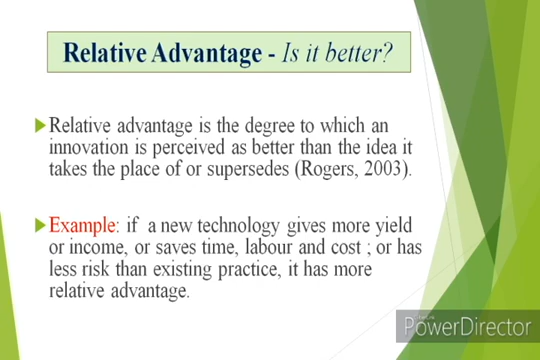 Relative Advantage - Is it better?
Relative advantage is the degree to which an
innovation is perceived as better than the idea it
takes the place of or supersedes (Rogers, 2003).
Example: if a new technology gives more yield
or income, or saves time, labour and cost ; or has
less risk than existing practice, it has more
relative advantage.
PowerDirector